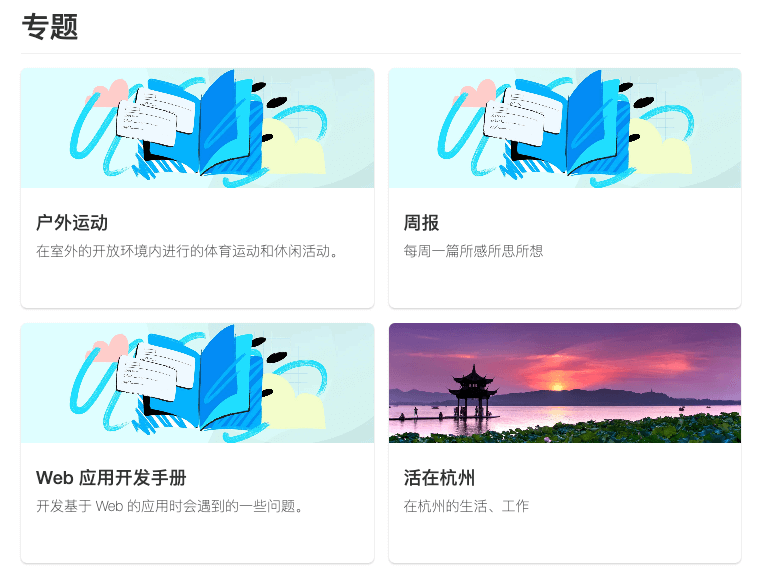 专题
户外运动
在室外的开放环境内进行的体育运动和休闲活动。
周报
每周一篇所感所思所想
Web 应用开发手册
开发基于 Web 的应用时会遇到的一些问题。
活在杭州
在杭州的生活、工作